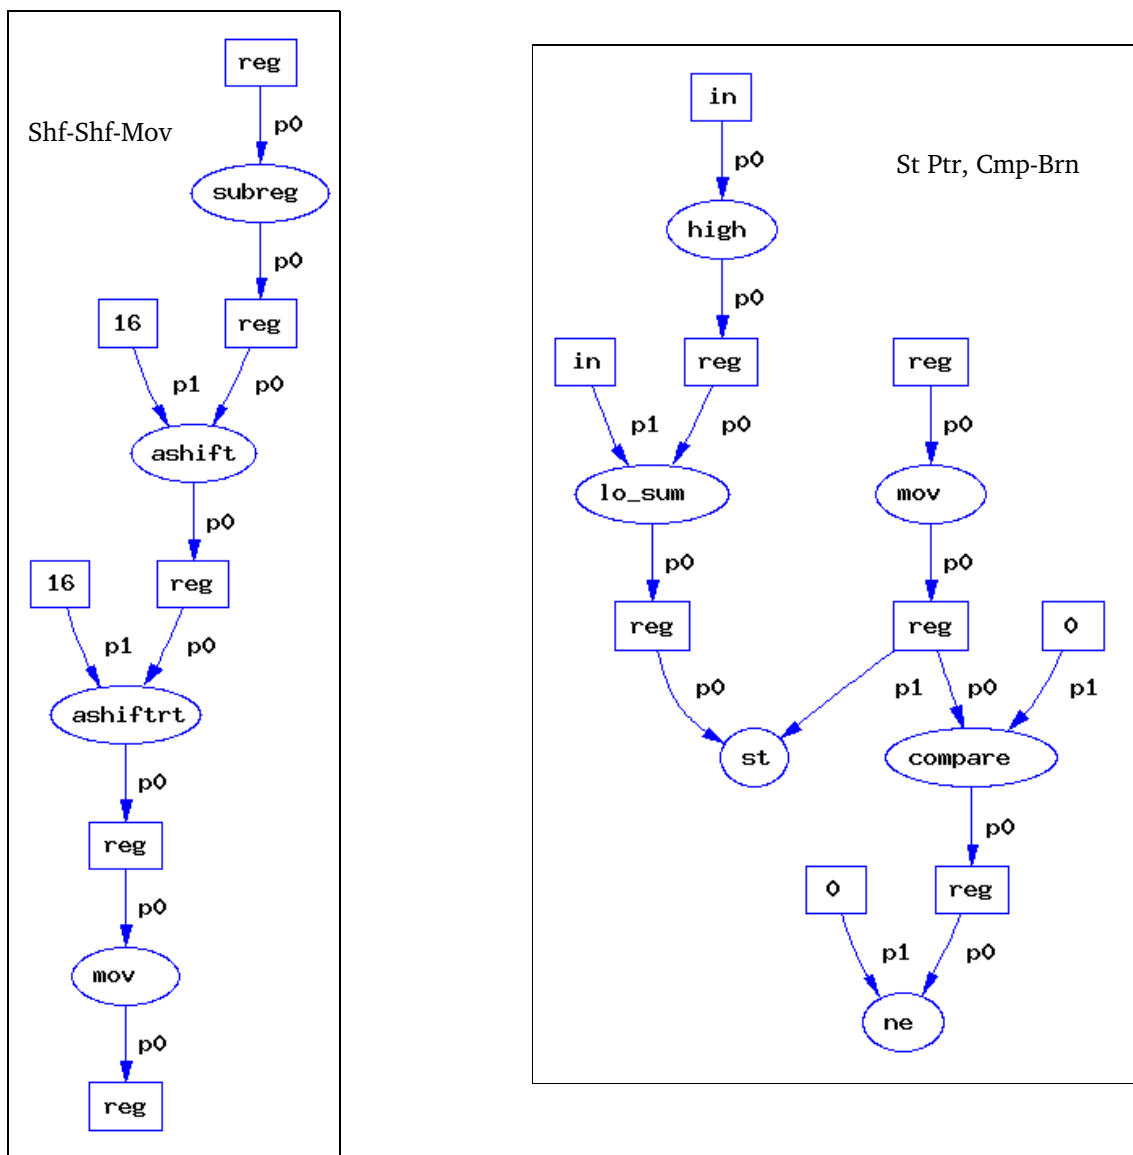 reg
Shf-Shf-Mov
p0
subreg
p0
16 reg
p1 p0
ashift
p0
16 reg
p1 p0
ashiftrt
p0
reg
p0
mov
p0
reg
in
p0
St Ptr, Cmp-Brn
high
p0
in reg reg
p1 p0 p0
lo_sum mov
p0 p0
reg reg 0
p0 p1 p0 p1
st compare
p0
0 reg
p1 p0
ne